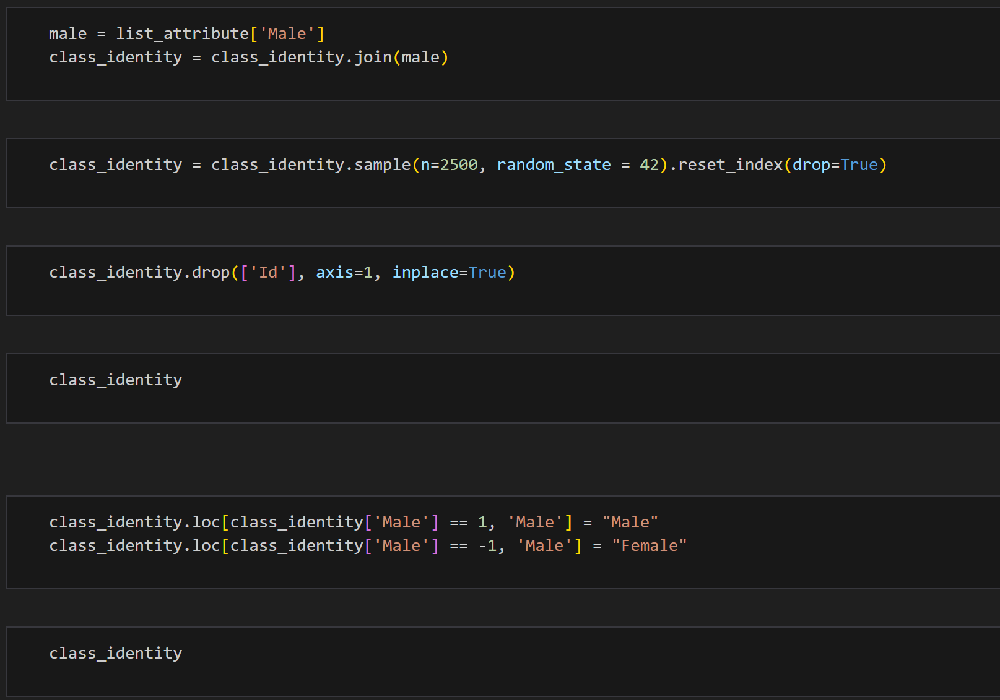 male = list_attribute['Male']
class_identity = class_identity.join(male)
class_identity = class_identity.sample(n=2500, random_state = 42).reset_index(drop=True)
class_identity.drop(['Id'], axis=1, inplace=True)
class_identity
class_identity.loc[class_identity['Male'] == 1, 'Male'] = "Male"
class_identity.loc[class_identity['Male'] == -1, 'Male'] = "Female"
class_identity